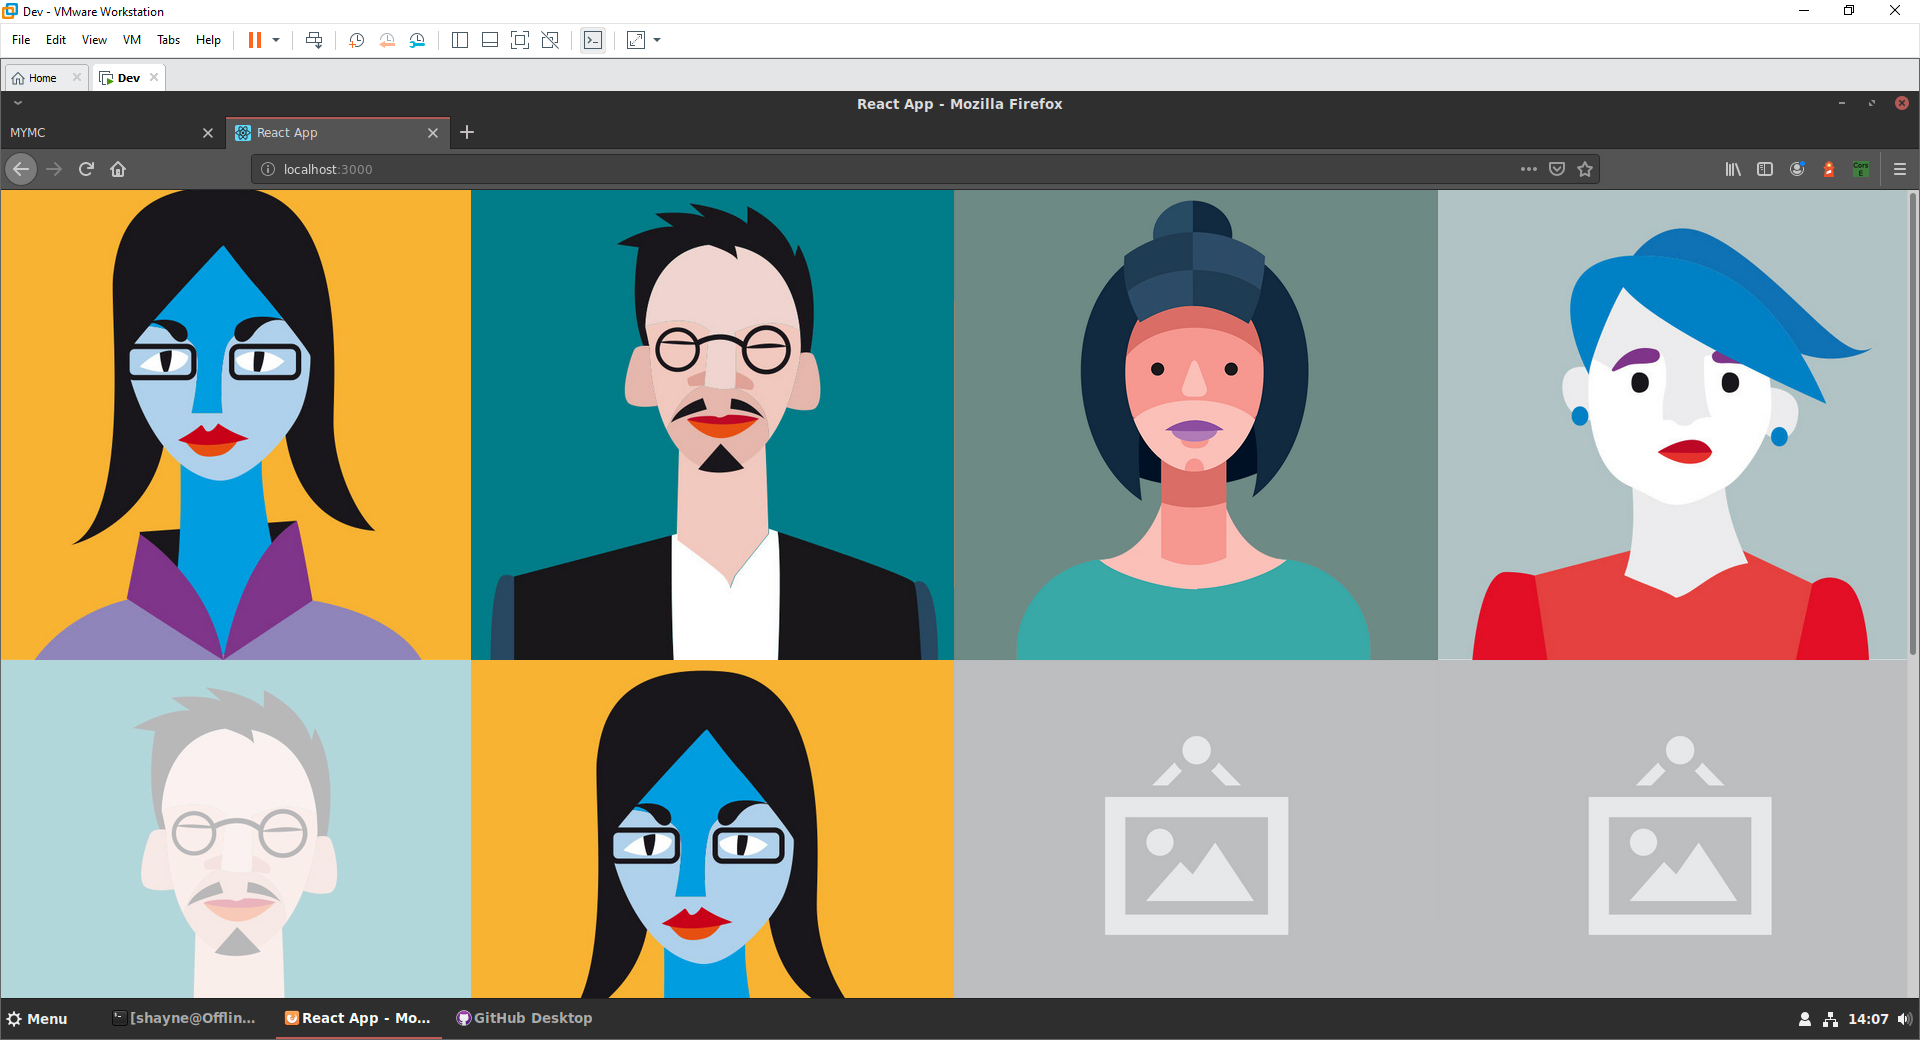 Dev - VMware Workstation
File Edit View VM Tabs Help
Home Dev
React App - Mozilla Firefox
MYMC React App
localhost:3000
Cors
E
Menu [shayne@Offlin... React App - Mo... GitHub Desktop 14:07